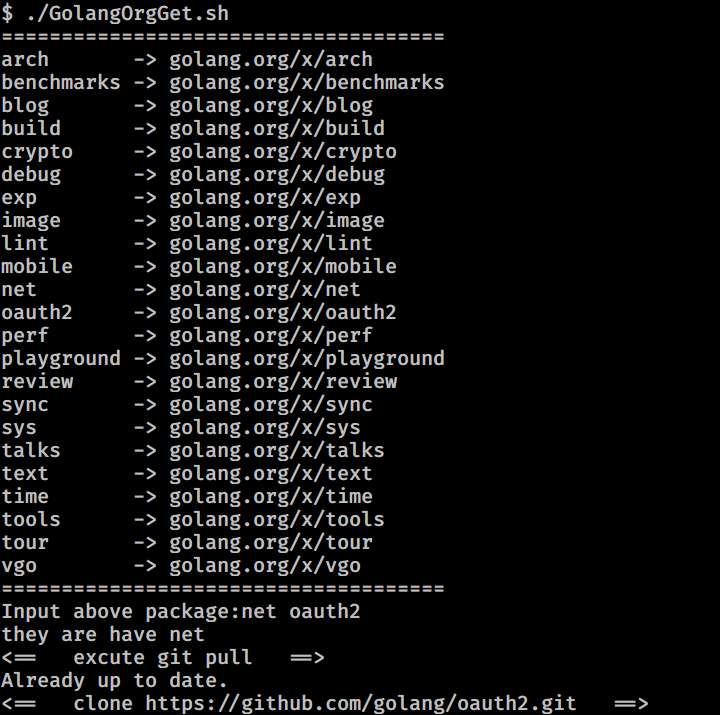 $ ./GolangOrgGet.sh
=====================================
arch       -> golang.org/x/arch
benchmarks -> golang.org/x/benchmarks
blog       -> golang.org/x/blog
build      -> golang.org/x/build
crypto     -> golang.org/x/crypto
debug      -> golang.org/x/debug
exp        -> golang.org/x/exp
image      -> golang.org/x/image
lint       -> golang.org/x/lint
mobile     -> golang.org/x/mobile
net        -> golang.org/x/net
oauth2     -> golang.org/x/oauth2
perf       -> golang.org/x/perf
playground -> golang.org/x/playground
review     -> golang.org/x/review
sync       -> golang.org/x/sync
sys        -> golang.org/x/sys
talks      -> golang.org/x/talks
text       -> golang.org/x/text
time       -> golang.org/x/time
tools      -> golang.org/x/tools
tour       -> golang.org/x/tour
vgo        -> golang.org/x/vgo
=====================================
Input above package:net oauth2
they are have net
<==   excute git pull   ==>
Already up to date.
<==   clone https://github.com/golang/oauth2.git   ==>